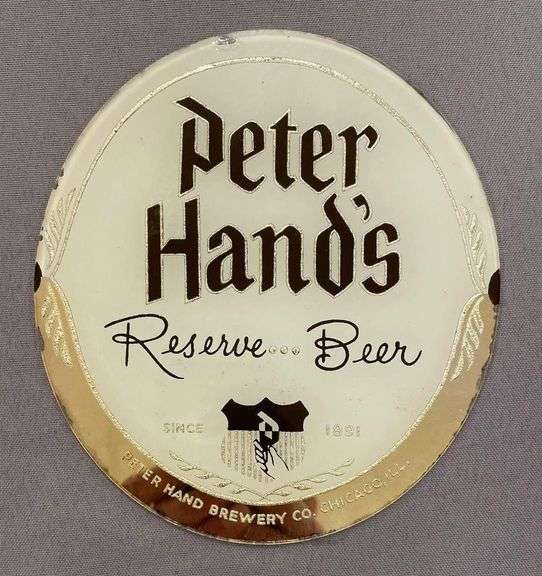 Peter
Hand's
Reserve... Beer
SINCE 1891
PETER HAND BREWERY CO. CHICAGO, ILL.